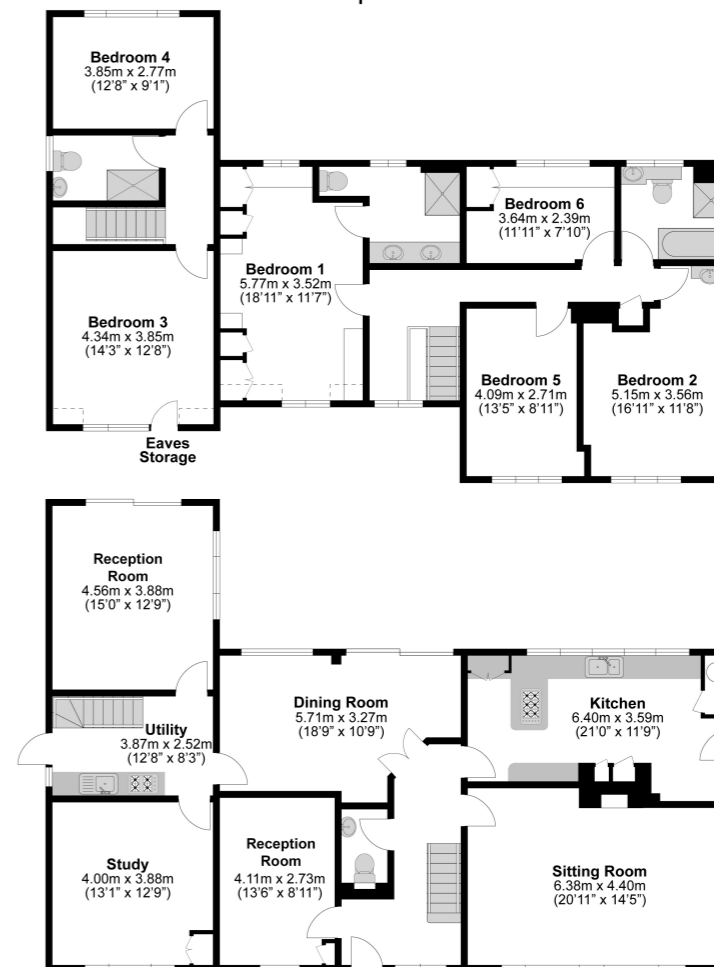 Bedroom 4
3.85m x 2.77m
(12'8" x 9'1")
Bedroom 6
3.64m x 2.39m
(11'11" x 7'10")
Bedroom 1
5.77m x 3.52m
(18'11" x 11'7")
Bedroom 3
4.34m x 3.85m
(14'3" x 12'8")
Bedroom 5
4.09m x 2.71m
(13'5" x 8'11")
Bedroom 2
5.15m x 3.56m
(16'11" x 11'8")
Eaves
Storage
Reception
Room
4.56m x 3.88m
(15'0" x 12'9")
Dining Room
5.71m x 3.27m
(18'9" x 10'9")
Kitchen
6.40m x 3.59m
(21'0" x 11'9")
Utility
3.87m x 2.52m
(12'8" x 8'3")
Study
4.00m x 3.88m
(13'1" x 12'9")
Reception
Room
4.11m x 2.73m
(13'6" x 8'11")
Sitting Room
6.38m x 4.40m
(20'11" x 14'5")